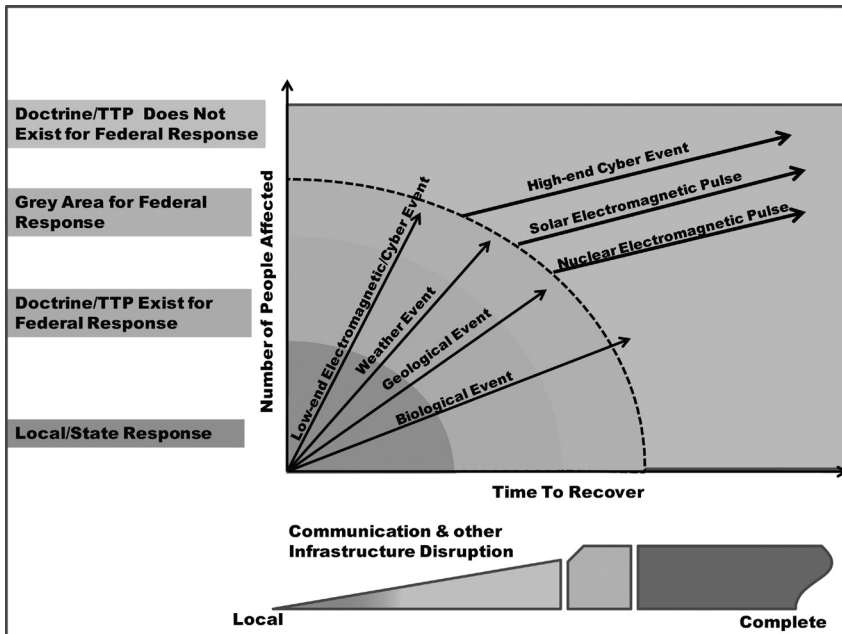 Doctrine/TTP Does Not
Exist for Federal Response
Grey Area for Federal
Response
Doctrine/TTP Exist for
Federal Response
Local/State Response
Number of People Affected
Low-end Electromagnetic/Cyber Event
Weather Event
Geological Event
Biological Event
High-end Cyber Event
Solar Electromagnetic Pulse
Nuclear Electromagnetic Pulse
Time To Recover
Communication & other
Infrastructure Disruption
Local
Complete